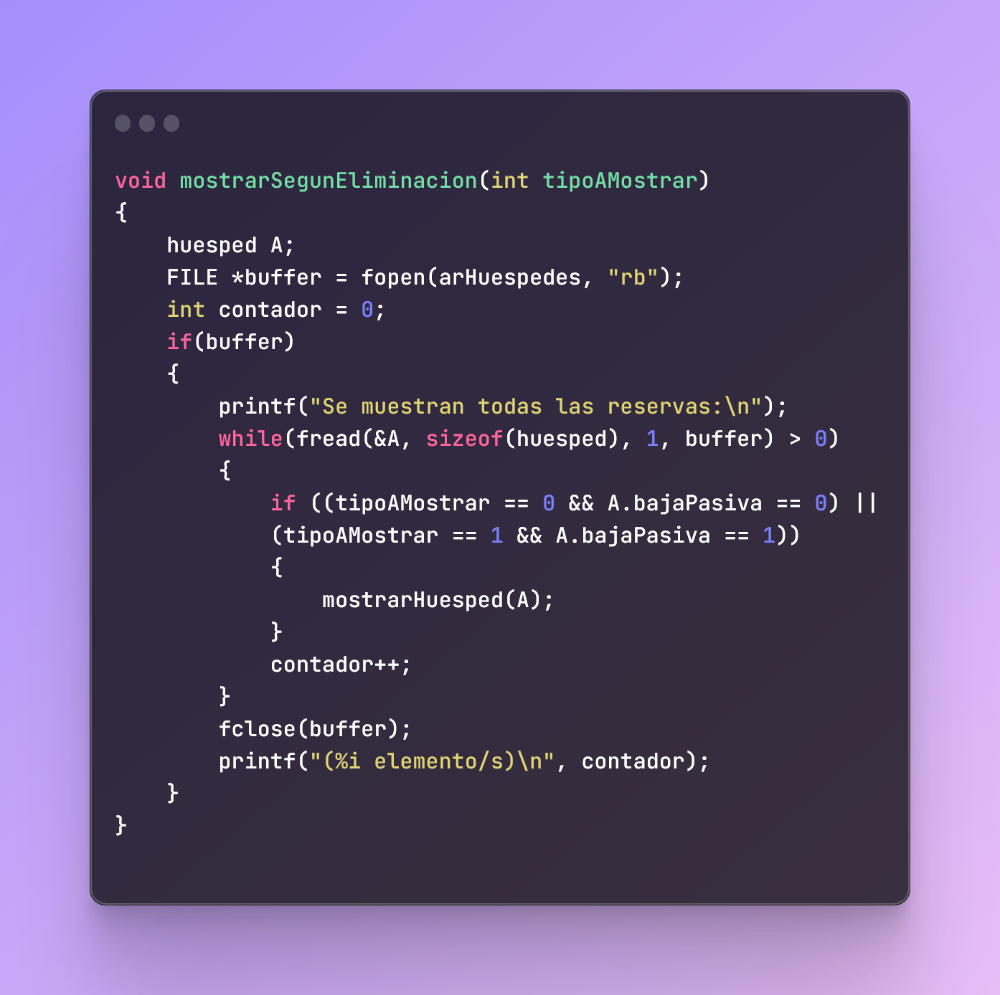 void mostrarSegunEliminacion(int tipoAMostrar)
{
    huesped A;
    FILE *buffer = fopen(arHuespedes, "rb");
    int contador = 0;
    if(buffer)
    {
        printf("Se muestran todas las reservas:\n");
        while(fread(&A, sizeof(huesped), 1, buffer) > 0)
        {
            if ((tipoAMostrar == 0 && A.bajaPasiva == 0) ||
            (tipoAMostrar == 1 && A.bajaPasiva == 1))
            {
                mostrarHuesped(A);
            }
            contador++;
        }
        fclose(buffer);
        printf("(%i elemento/s)\n", contador);
    }
}